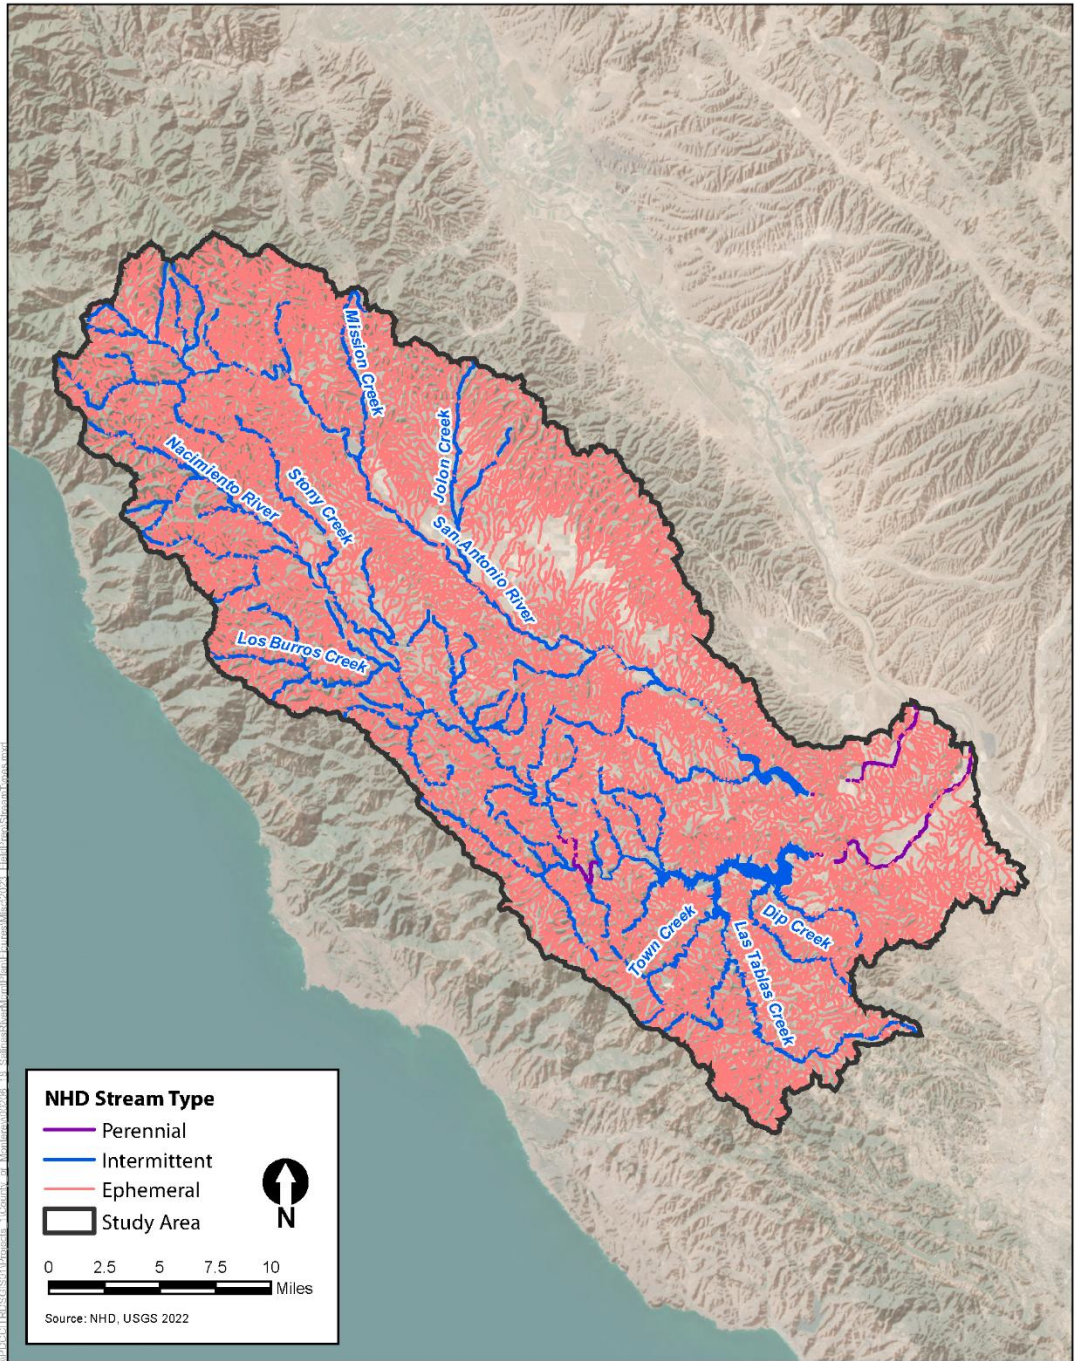 Mission Creek
Jolon Creek
Nacimiento River
Stony Creek
San Antonio River
Los Burros Creek
Town Creek
Dip Creek
Las Tablas Creek
NHD Stream Type
Perennial
Intermittent
Ephemeral
Study Area
N
0 2.5 5 7.5 10
Miles
Source: NHD, USGS 2022